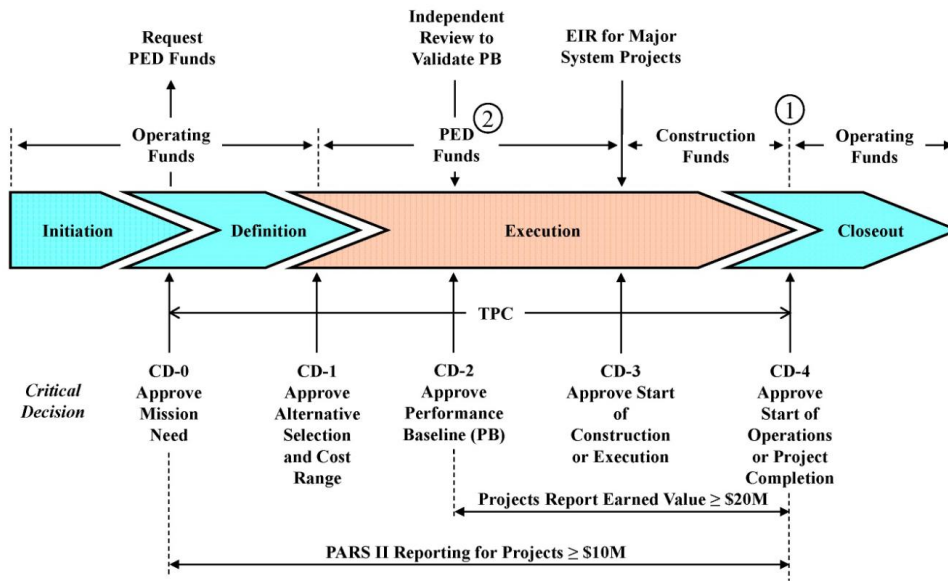 Request
PED Funds
Independent
Review to
Validate PB
EIR for Major
System Projects
Operating
Funds
PED
Funds
2
Construction
Funds
1
Operating
Funds
Initiation
Definition
Execution
Closeout
TPC
Critical
Decision
CD-0
Approve
Mission
Need
CD-1
Approve
Alternative
Selection
and Cost
Range
CD-2
Approve
Performance
Baseline (PB)
CD-3
Approve Start
of
Construction
or Execution
CD-4
Approve
Start of
Operations
or Project
Completion
Projects Report Earned Value ≥ $20M
PARS II Reporting for Projects ≥ $10M